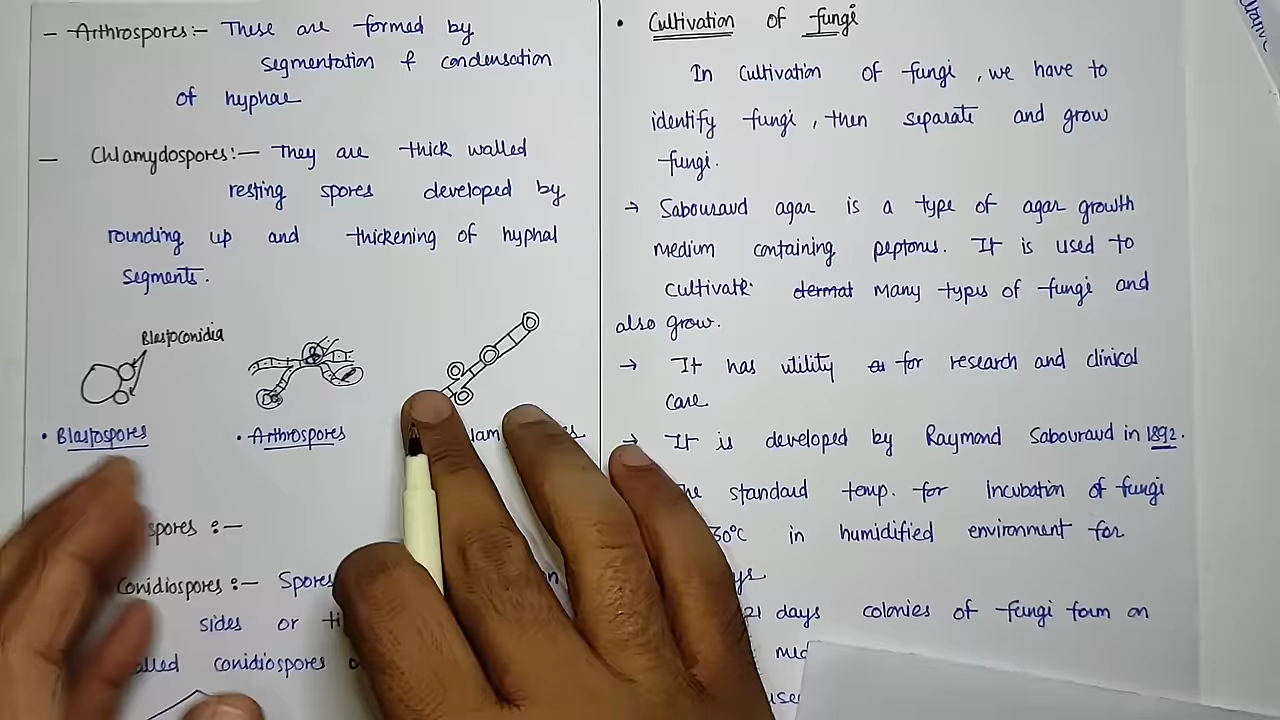 - Arthrospores:- These are formed by
segmentation & condensation
of hyphae
- Chlamydospores:- They are thick walled
resting spores developed by
rounding up and thickening of hyphal
segments.
Blastoconidia
• Blastospores • Arthrospores
spores :-
Conidiospores :- Spores
sides or
conidiospores
• Cultivation of fungi
In cultivation of fungi, we have to
identify fungi, then separate and grow
fungi.
→ Sabouraud agar is a type of agar growth
medium containing peptones. It is used to
cultivate dermat many types of fungi and
also grow.
→ It has utility as for research and clinical
care
→ It is developed by Raymond Sabouraud in 1892.
standard temp. for incubation of fungi
30°C in humidified environment for
21 days colonies of fungi form on